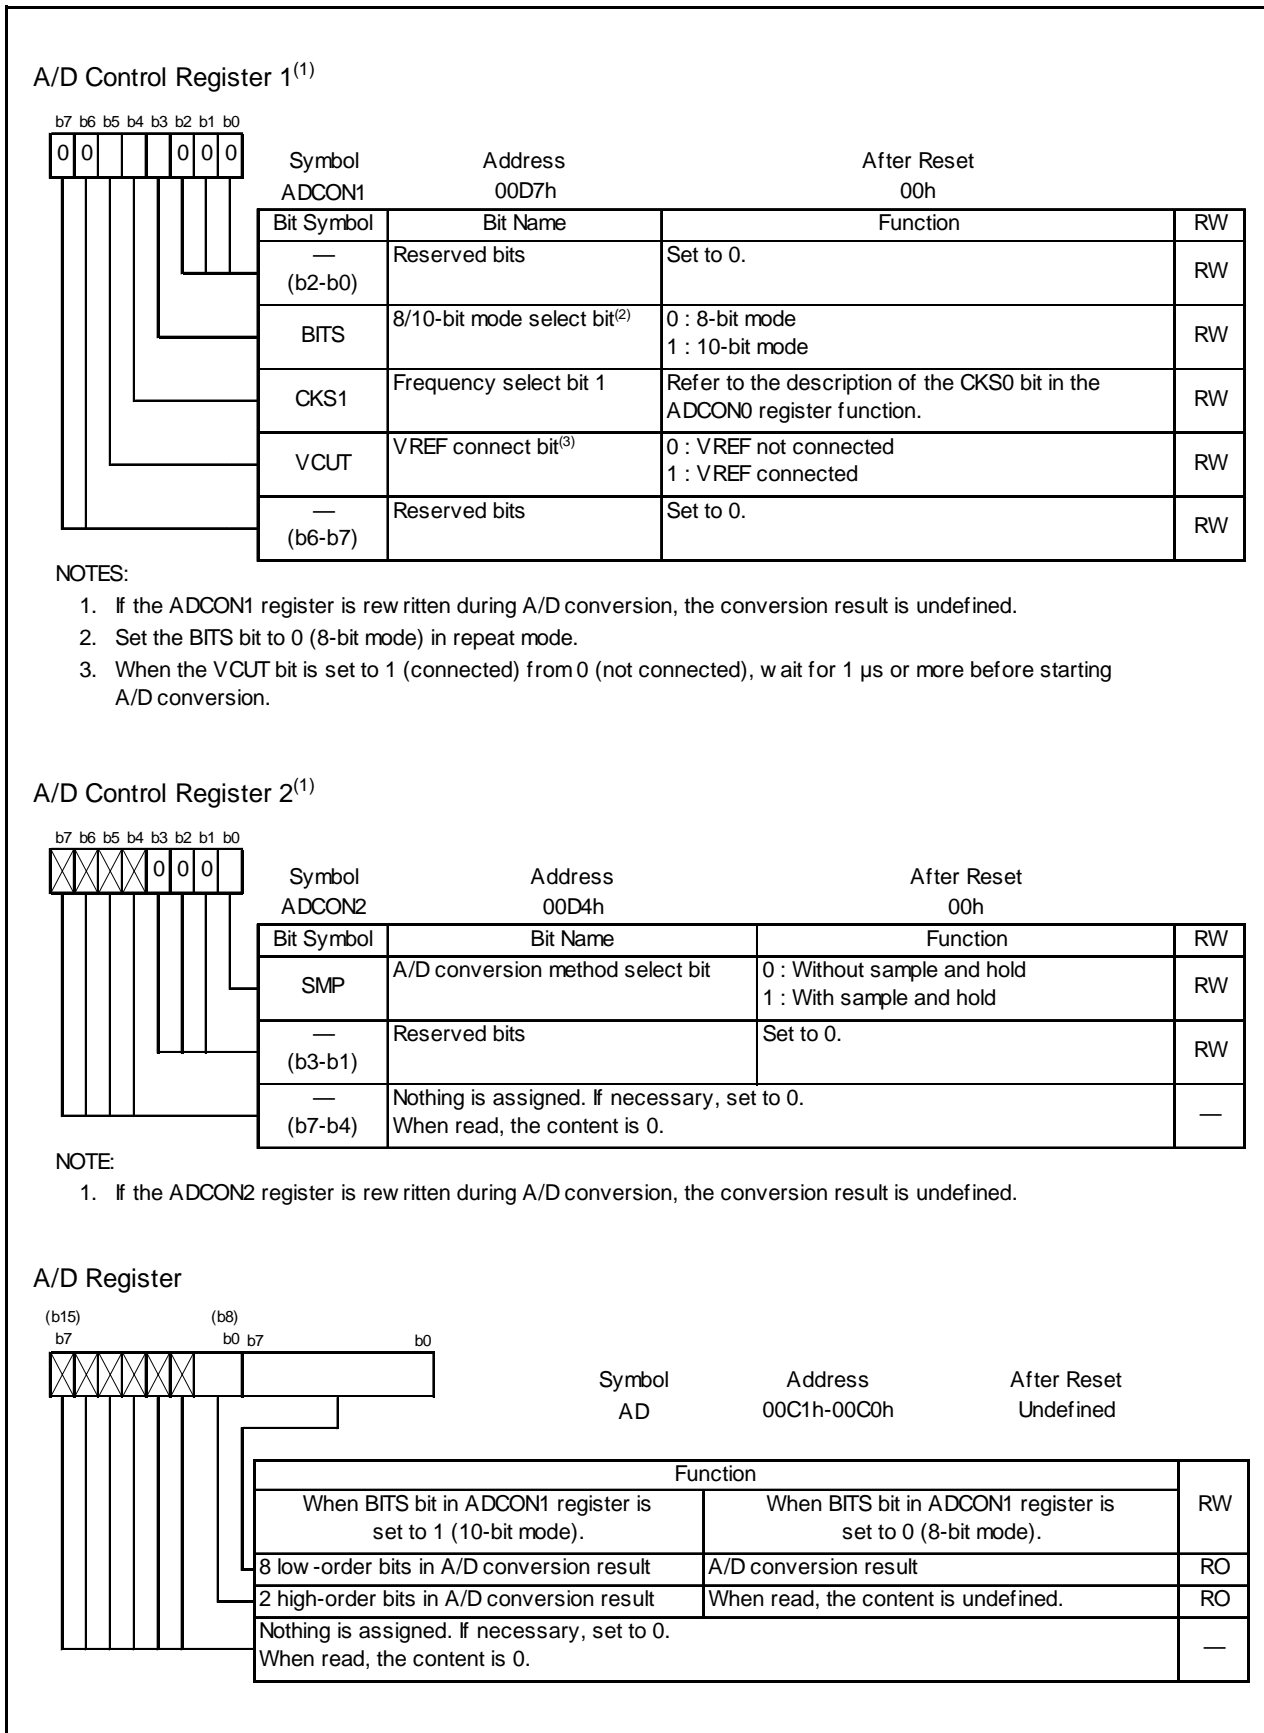 A/D Control Register 1(1)
b7 b6 b5 b4 b3 b2 b1 b0
0 0 0 0 0
Symbol Address After Reset
ADCON1 00D7h 00h
Bit Symbol Bit Name Function RW
— (b2-b0) Reserved bits Set to 0. RW
BITS 8/10-bit mode select bit(2) 0 : 8-bit mode
1 : 10-bit mode RW
CKS1 Frequency select bit 1 Refer to the description of the CKS0 bit in the
ADCON0 register function. RW
VCUT VREF connect bit(3) 0 : VREF not connected
1 : VREF connected RW
— (b6-b7) Reserved bits Set to 0. RW
NOTES:
1. If the ADCON1 register is rewritten during A/D conversion, the conversion result is undefined.
2. Set the BITS bit to 0 (8-bit mode) in repeat mode.
3. When the VCUT bit is set to 1 (connected) from 0 (not connected), wait for 1 µs or more before starting
A/D conversion.
A/D Control Register 2(1)
b7 b6 b5 b4 b3 b2 b1 b0
0 0 0
Symbol Address After Reset
ADCON2 00D4h 00h
Bit Symbol Bit Name Function RW
SMP A/D conversion method select bit 0 : Without sample and hold
1 : With sample and hold RW
— (b3-b1) Reserved bits Set to 0. RW
— (b7-b4) Nothing is assigned. If necessary, set to 0.
When read, the content is 0. —
NOTE:
1. If the ADCON2 register is rewritten during A/D conversion, the conversion result is undefined.
A/D Register
(b15) (b8)
b7 b0 b7 b0
Symbol Address After Reset
AD 00C1h-00C0h Undefined
Function RW
When BITS bit in ADCON1 register is
set to 1 (10-bit mode).
When BITS bit in ADCON1 register is
set to 0 (8-bit mode).
8 low-order bits in A/D conversion result A/D conversion result RO
2 high-order bits in A/D conversion result When read, the content is undefined. RO
Nothing is assigned. If necessary, set to 0.
When read, the content is 0. —